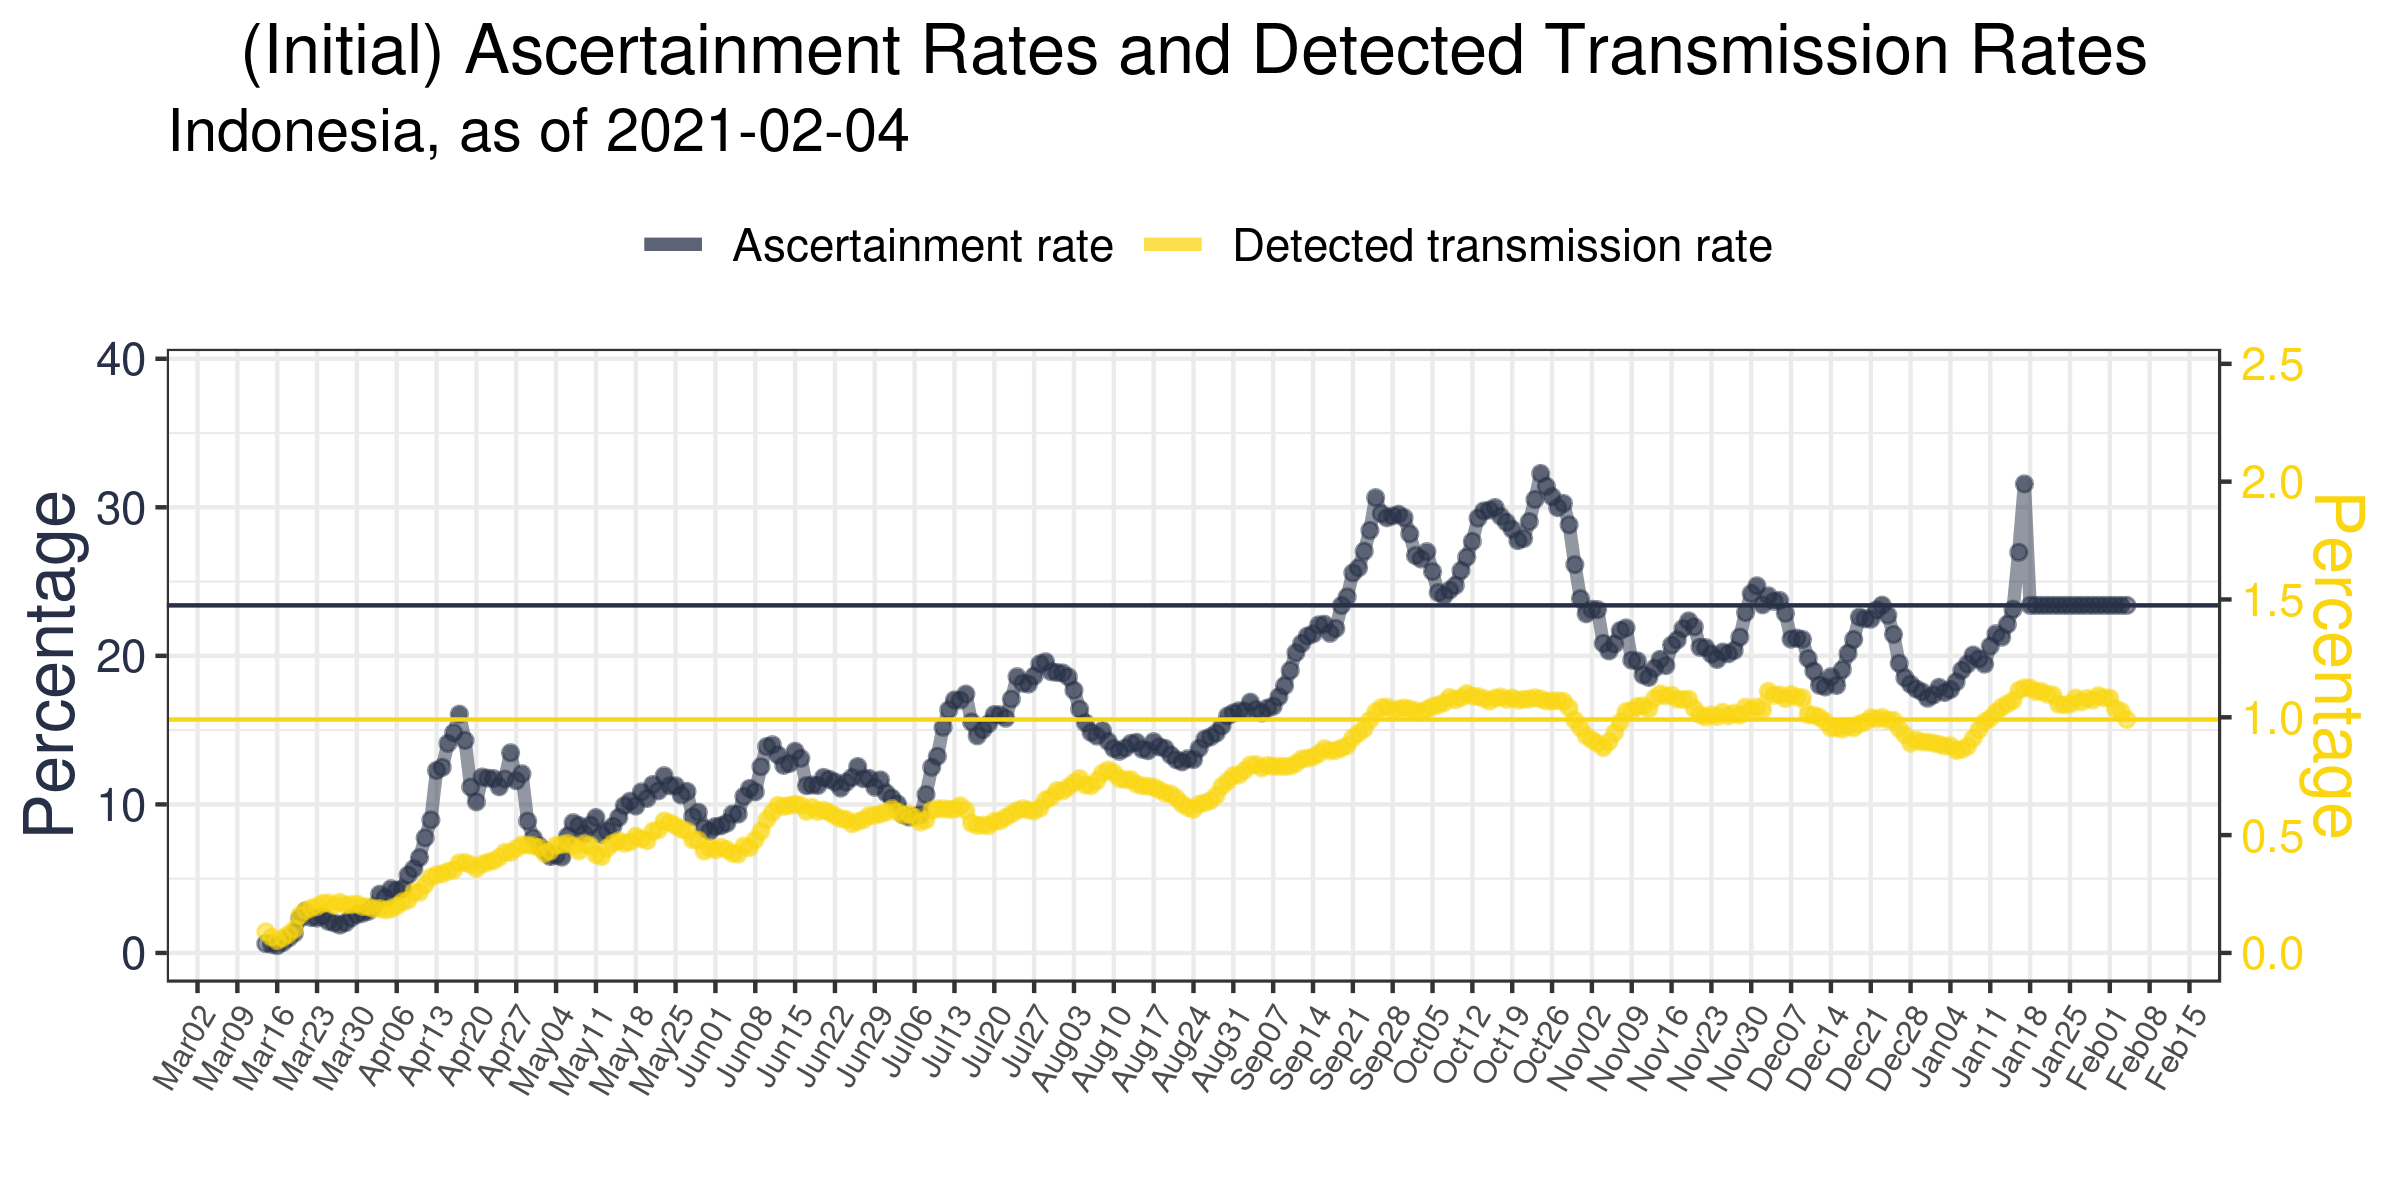 (Initial) Ascertainment Rates and Detected Transmission Rates
Indonesia, as of 2021-02-04
Ascertainment rate
Detected transmission rate
Percentage
40
30
20
10
0
2.5
2.0
1.5
1.0
0.5
0.0
Percentage
Mar02
Mar09
Mar16
Mar23
Mar30
Apr06
Apr13
Apr20
Apr27
May04
May11
May18
May25
Jun01
Jun08
Jun15
Jun22
Jun29
Jul06
Jul13
Jul20
Jul27
Aug03
Aug10
Aug17
Aug24
Aug31
Sep07
Sep14
Sep21
Sep28
Oct05
Oct12
Oct19
Oct26
Nov02
Nov09
Nov16
Nov23
Nov30
Dec07
Dec14
Dec21
Dec28
Dec04
Jan11
Jan18
Jan25
Feb01
Feb08
Feb15